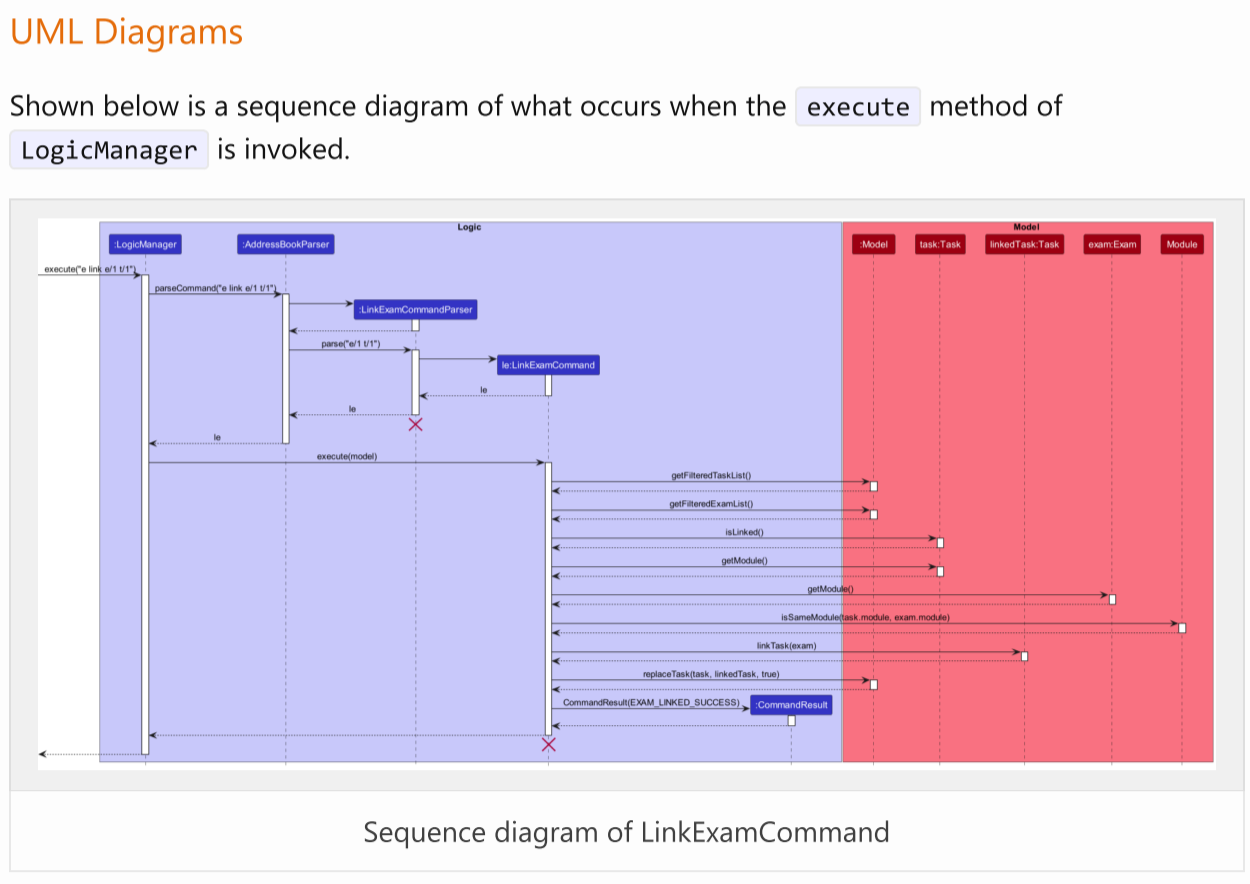 UML Diagrams
Shown below is a sequence diagram of what occurs when the execute method of
LogicManager is invoked.
Logic
Model
:LogicManager
:AddressBookParser
:Model
task:Task
linkedTask:Task
exam:Exam
Module
execute("e link e/1 t/1")
parseCommand("e link e/1 t/1")
:LinkExamCommandParser
parse("e/1 t/1")
le:LinkExamCommand
le
le
le
execute(model)
getFilteredTaskList()
getFilteredExamList()
isLinked()
getModule()
getModule()
isSameModule(task.module, exam.module)
linkTask(exam)
replaceTask(task, linkedTask, true)
CommandResult(EXAM_LINKED_SUCCESS)
:CommandResult
Sequence diagram of LinkExamCommand